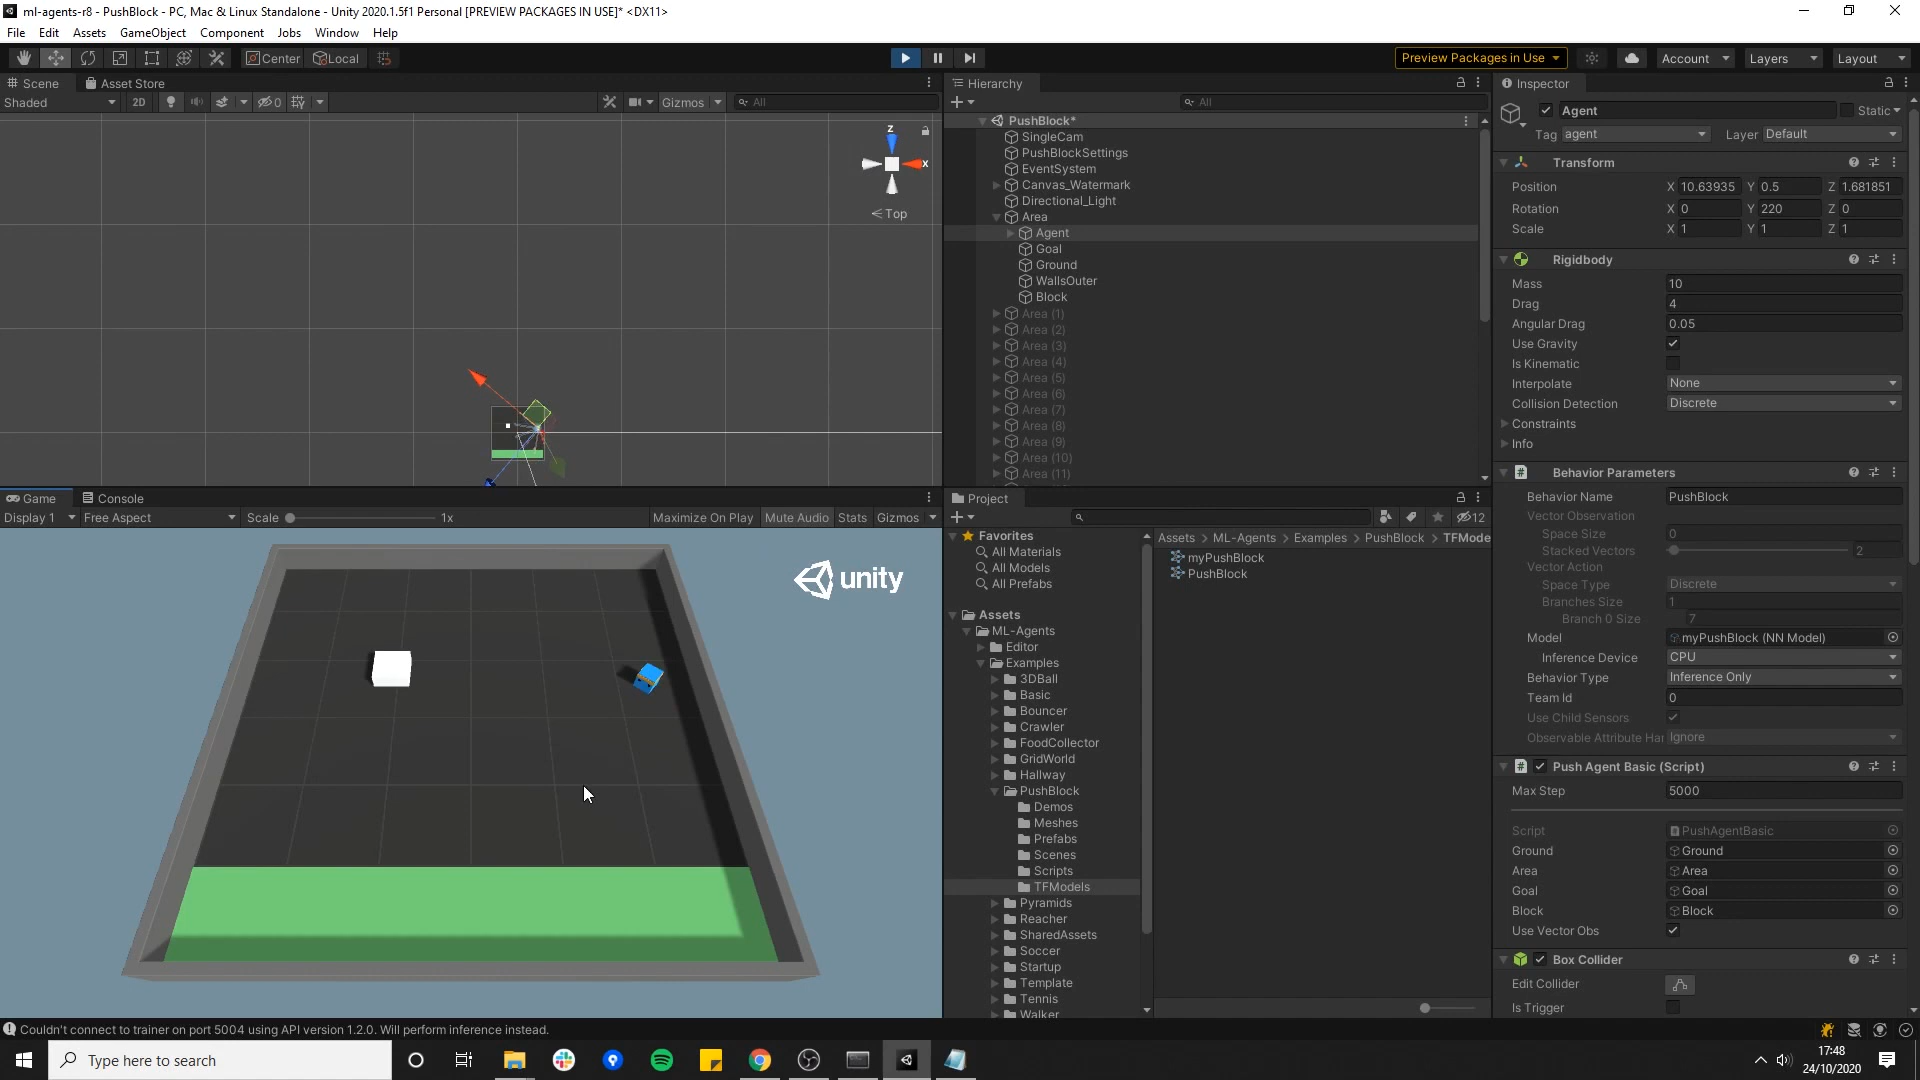 ml-agents-r8 - PushBlock - PC, Mac & Linux Standalone - Unity 2020.1.5f1 Personal [PREVIEW PACKAGES IN USE]* <DX11>
File Edit Assets GameObject Component Jobs Window Help
Center Local Preview Packages in Use Account Layers Layout
Scene Asset Store
Shaded 2D 0 Gizmos All
z
x
Top
Game Console
Display 1 Free Aspect Scale 1x Maximize On Play Mute Audio Stats Gizmos
unity
Hierarchy
All
PushBlock*
SingleCam
PushBlockSettings
EventSystem
Canvas_Watermark
Directional_Light
Area
Agent
Goal
Ground
WallsOuter
Block
Area (1)
Area (2)
Area (3)
Area (4)
Area (5)
Area (6)
Area (7)
Area (8)
Area (9)
Area (10)
Area (11)
Project
12
Favorites
All Materials
All Models
All Prefabs
Assets
ML-Agents
Editor
Examples
3DBall
Basic
Bouncer
Crawler
FoodCollector
GridWorld
Hallway
PushBlock
Demos
Meshes
Prefabs
Scenes
Scripts
TFModels
Pyramids
Reacher
SharedAssets
Soccer
Startup
Template
Tennis
Walker
Assets > ML-Agents > Examples > PushBlock > TFMode
myPushBlock
PushBlock
Inspector
Agent Static
Tag agent Layer Default
Transform
Position X 10.63935 Y 0.5 Z 1.681851
Rotation X 0 Y 220 Z 0
Scale X 1 Y 1 Z 1
Rigidbody
Mass 10
Drag 4
Angular Drag 0.05
Use Gravity
Is Kinematic
Interpolate None
Collision Detection Discrete
Constraints
Info
Behavior Parameters
Behavior Name PushBlock
Vector Observation
Space Size 0
Stacked Vectors 2
Vector Action
Space Type Discrete
Branches Size 1
Branch 0 Size 7
Model myPushBlock (NN Model)
Inference Device CPU
Behavior Type Inference Only
Team Id 0
Use Child Sensors
Observable Attribute Har Ignore
Push Agent Basic (Script)
Max Step 5000
Script PushAgentBasic
Ground Ground
Area Area
Goal Goal
Block Block
Use Vector Obs
Box Collider
Edit Collider
Is Trigger
Couldn't connect to trainer on port 5004 using API version 1.2.0. Will perform inference instead.
Type here to search
17:48
24/10/2020